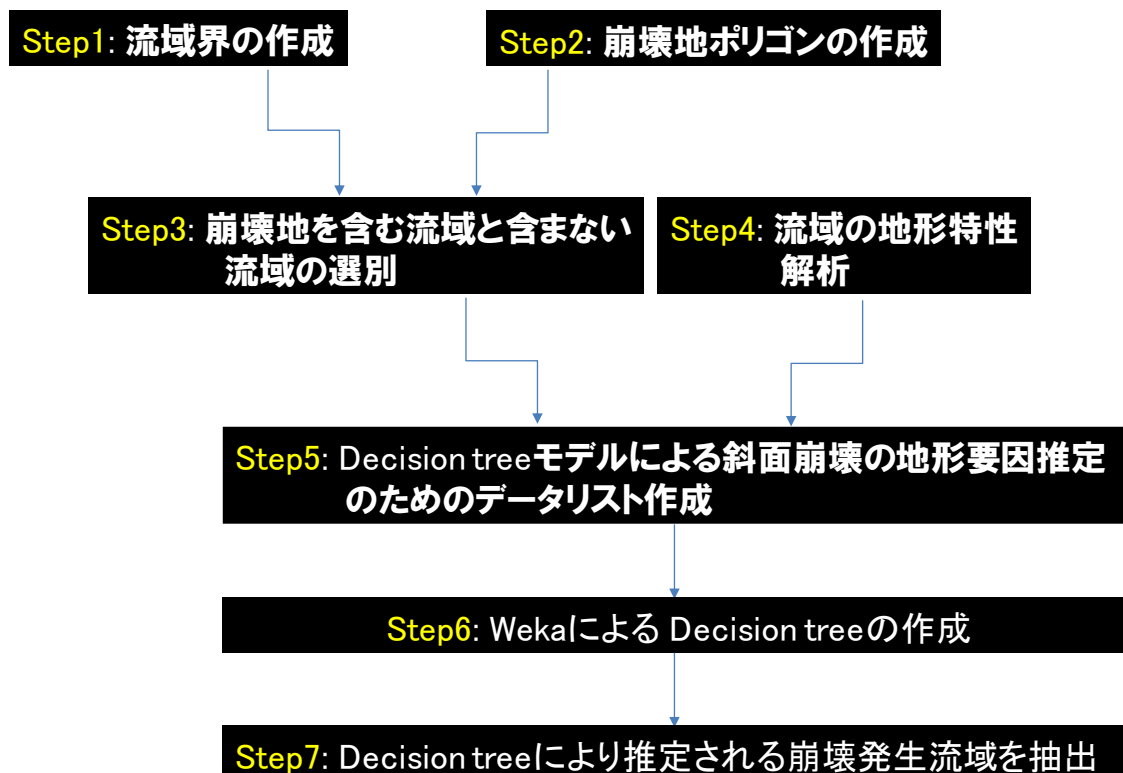 Step1: 流域界の作成
Step2: 崩壊地ポリゴンの作成
Step3: 崩壊地を含む流域と含まない
流域の選別
Step4: 流域の地形特性
解析
Step5: Decision treeモデルによる斜面崩壊の地形要因推定
のためのデータリスト作成
Step6: Wekaによる Decision treeの作成
Step7: Decision treeにより推定される崩壊発生流域を抽出